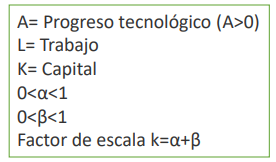 A= Progreso tecnológico (A>0)
L= Trabajo
K= Capital
0<α<1
0<β<1
Factor de escala k=α+β